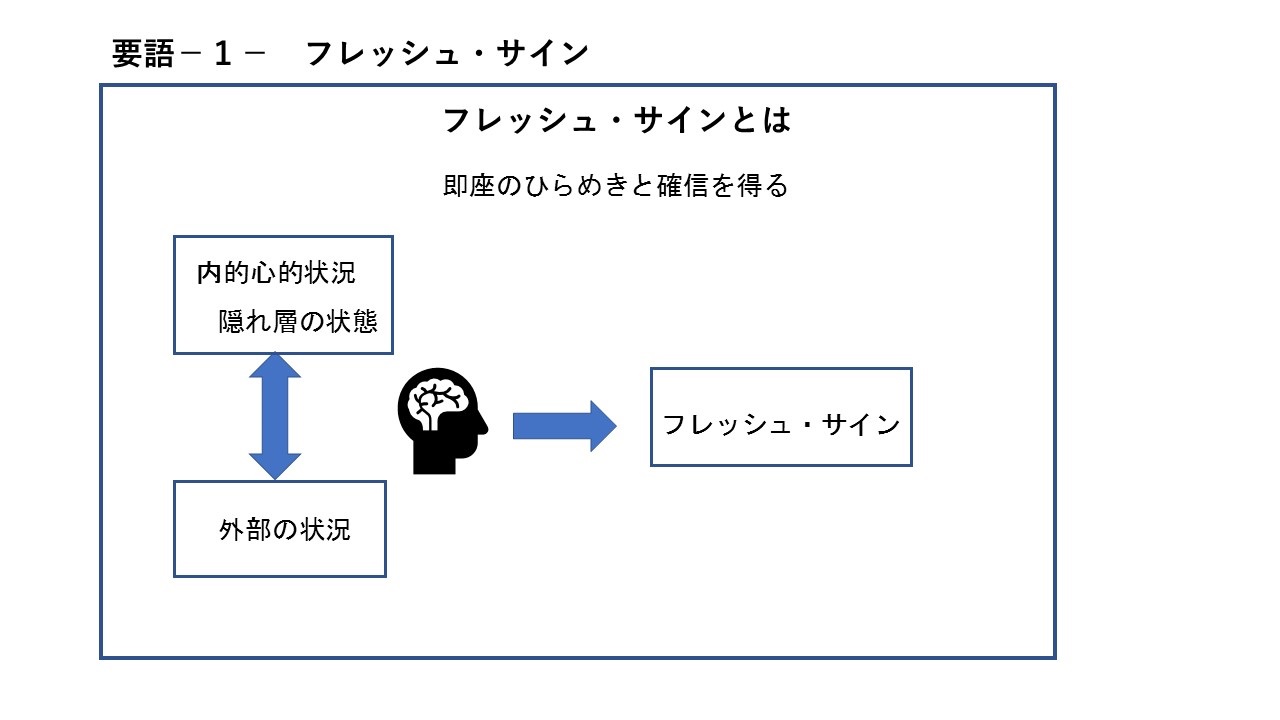 要語－１－　フレッシュ・サイン
フレッシュ・サインとは
即座のひらめきと確信を得る
内的心的状況
隠れ層の状態
フレッシュ・サイン
外部の状況